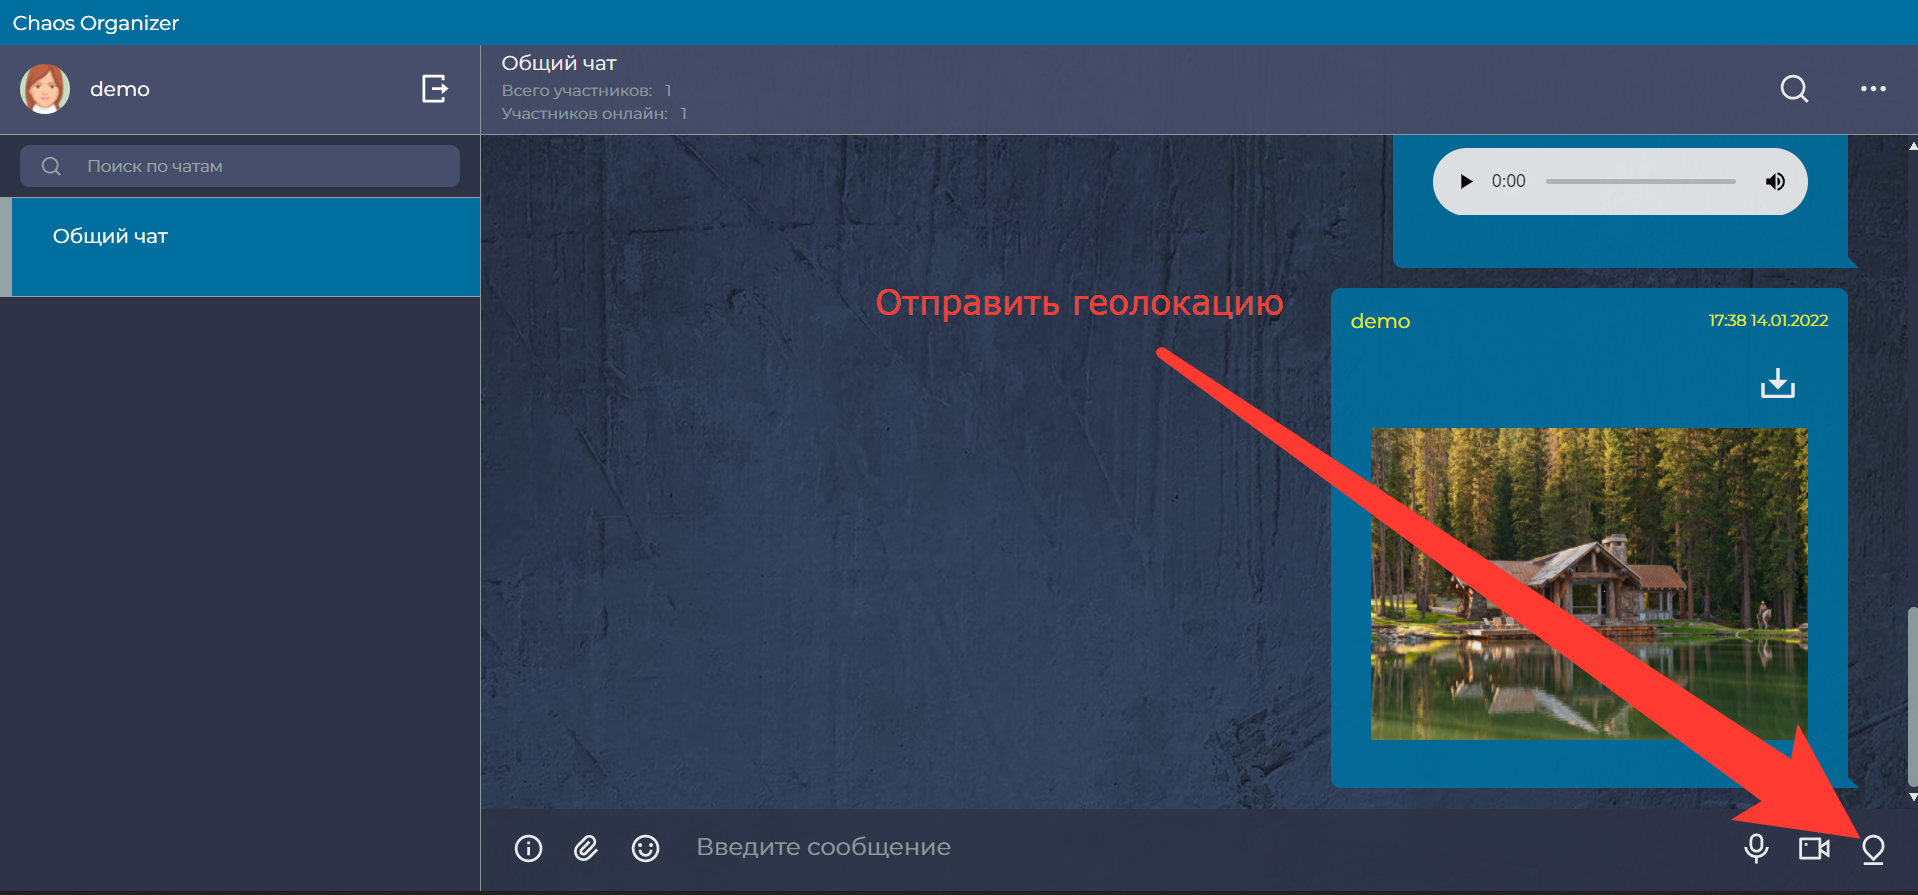 Chaos Organizer
demo
Общий чат
Всего участников: 1
Участников онлайн: 1
Поиск по чатам
Общий чат
0:00
Отправить геолокацию
demo
17:38 14.01.2022
Введите сообщение